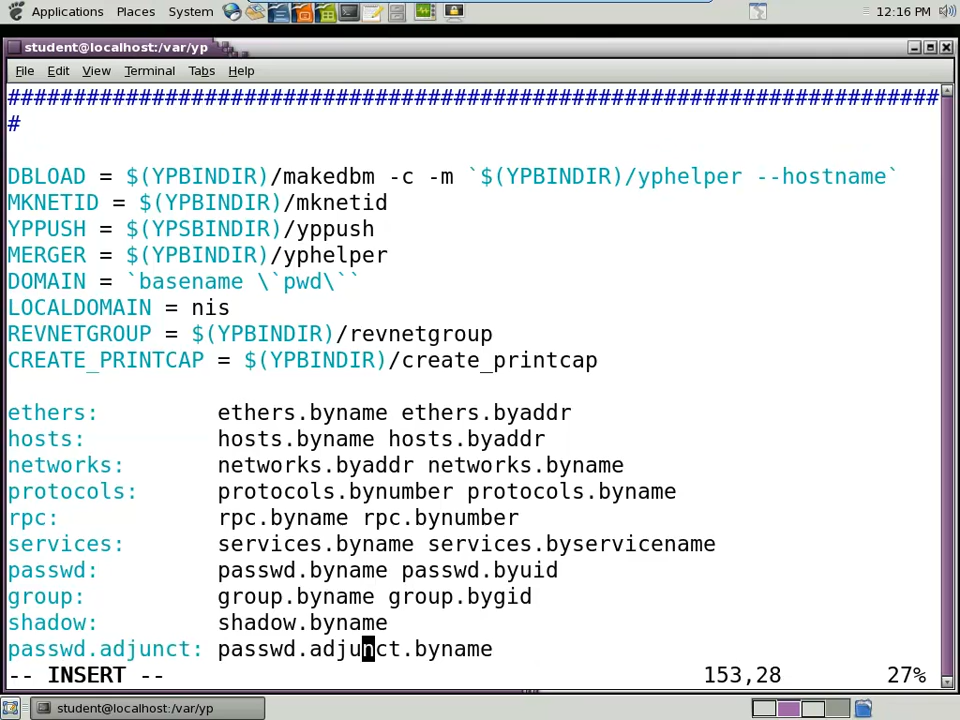 Applications Places System 12:16 PM
student@localhost:/var/yp
File Edit View Terminal Tabs Help
#######################################################################
#
DBLOAD = $(YPBINDIR)/makedbm -c -m `$(YPBINDIR)/yphelper --hostname`
MKNETID = $(YPBINDIR)/mknetid
YPPUSH = $(YPSBINDIR)/yppush
MERGER = $(YPBINDIR)/yphelper
DOMAIN = `basename \`pwd\``
LOCALDOMAIN = nis
REVNETGROUP = $(YPBINDIR)/revnetgroup
CREATE_PRINTCAP = $(YPBINDIR)/create_printcap
ethers: ethers.byname ethers.byaddr
hosts: hosts.byname hosts.byaddr
networks: networks.byaddr networks.byname
protocols: protocols.bynumber protocols.byname
rpc: rpc.byname rpc.bynumber
services: services.byname services.byservicename
passwd: passwd.byname passwd.byuid
group: group.byname group.bygid
shadow: shadow.byname
passwd.adjunct: passwd.adjunct.byname
-- INSERT -- 153,28 27%
student@localhost:/var/yp